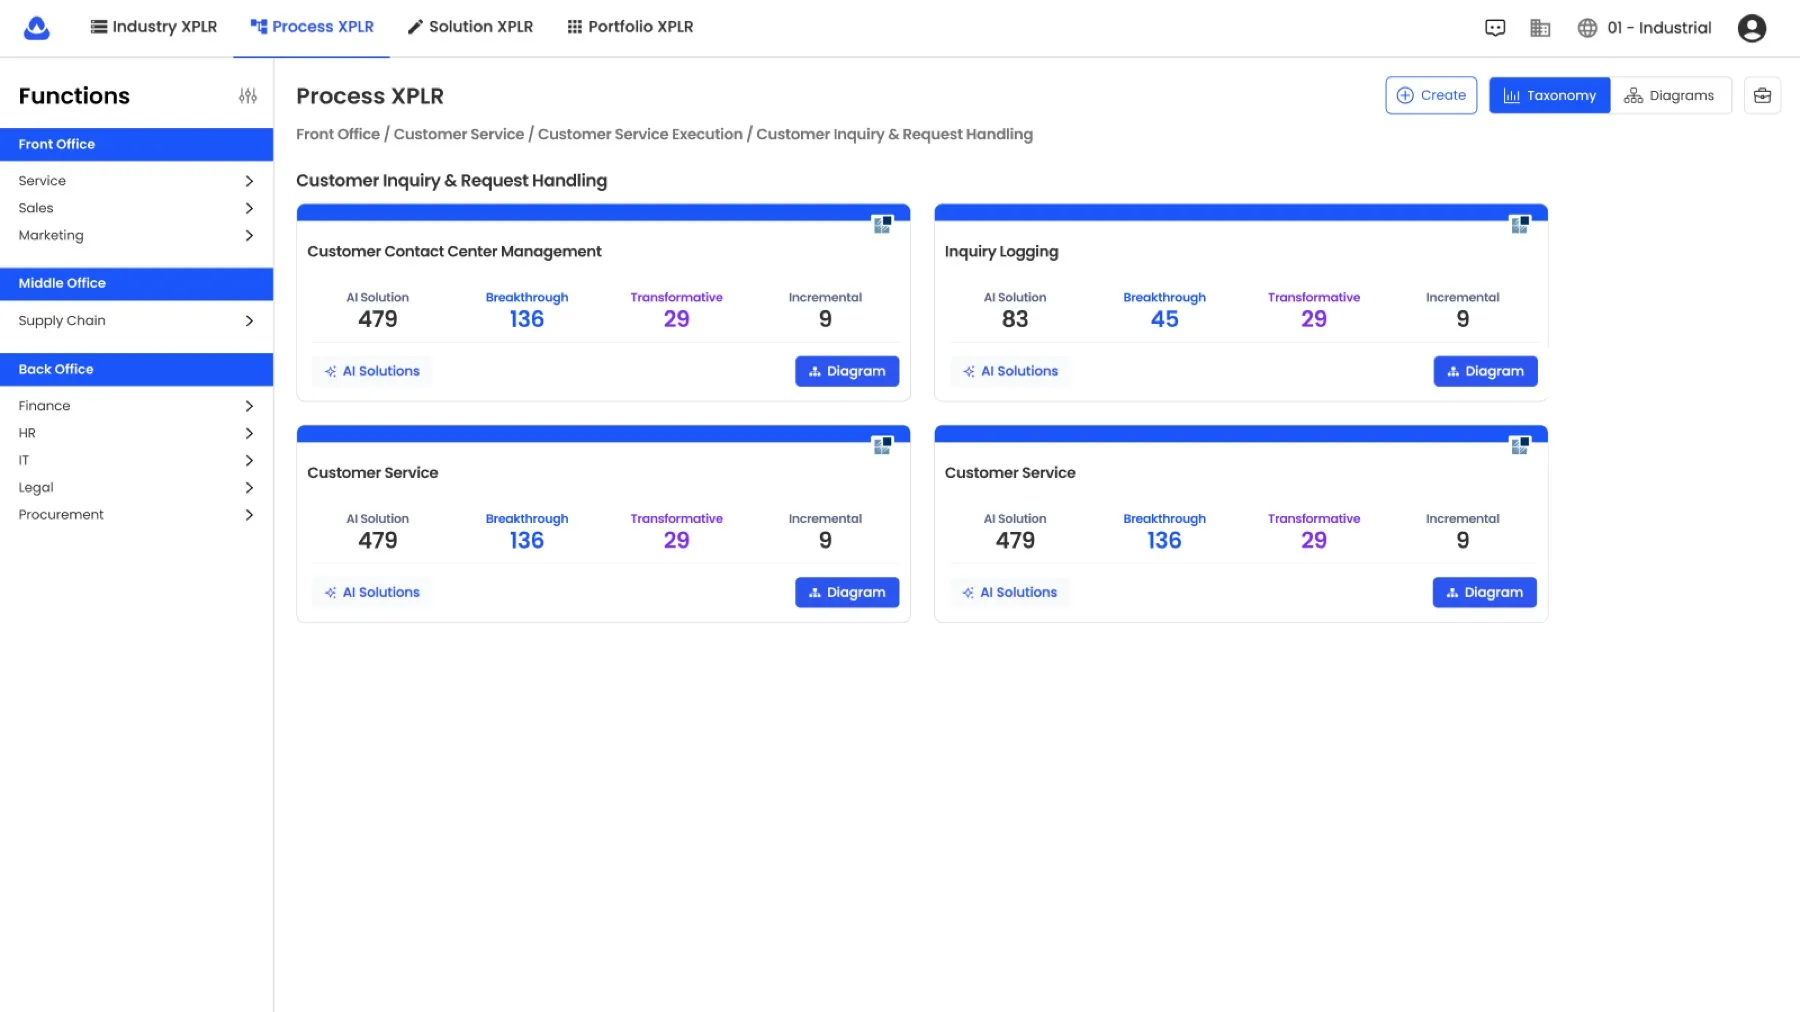 Industry XPLR
Process XPLR
Solution XPLR
Portfolio XPLR
01 - Industrial
Functions
Front Office
Service
Sales
Marketing
Middle Office
Supply Chain
Back Office
Finance
HR
IT
Legal
Procurement
Process XPLR
Create
Taxonomy
Diagrams
Front Office / Customer Service / Customer Service Execution / Customer Inquiry & Request Handling
Customer Inquiry & Request Handling
Customer Contact Center Management
AI Solution Breakthrough Transformative Incremental
479 136 29 9
AI Solutions
Diagram
Inquiry Logging
AI Solution Breakthrough Transformative Incremental
83 45 29 9
AI Solutions
Diagram
Customer Service
AI Solution Breakthrough Transformative Incremental
479 136 29 9
AI Solutions
Diagram
Customer Service
AI Solution Breakthrough Transformative Incremental
479 136 29 9
AI Solutions
Diagram